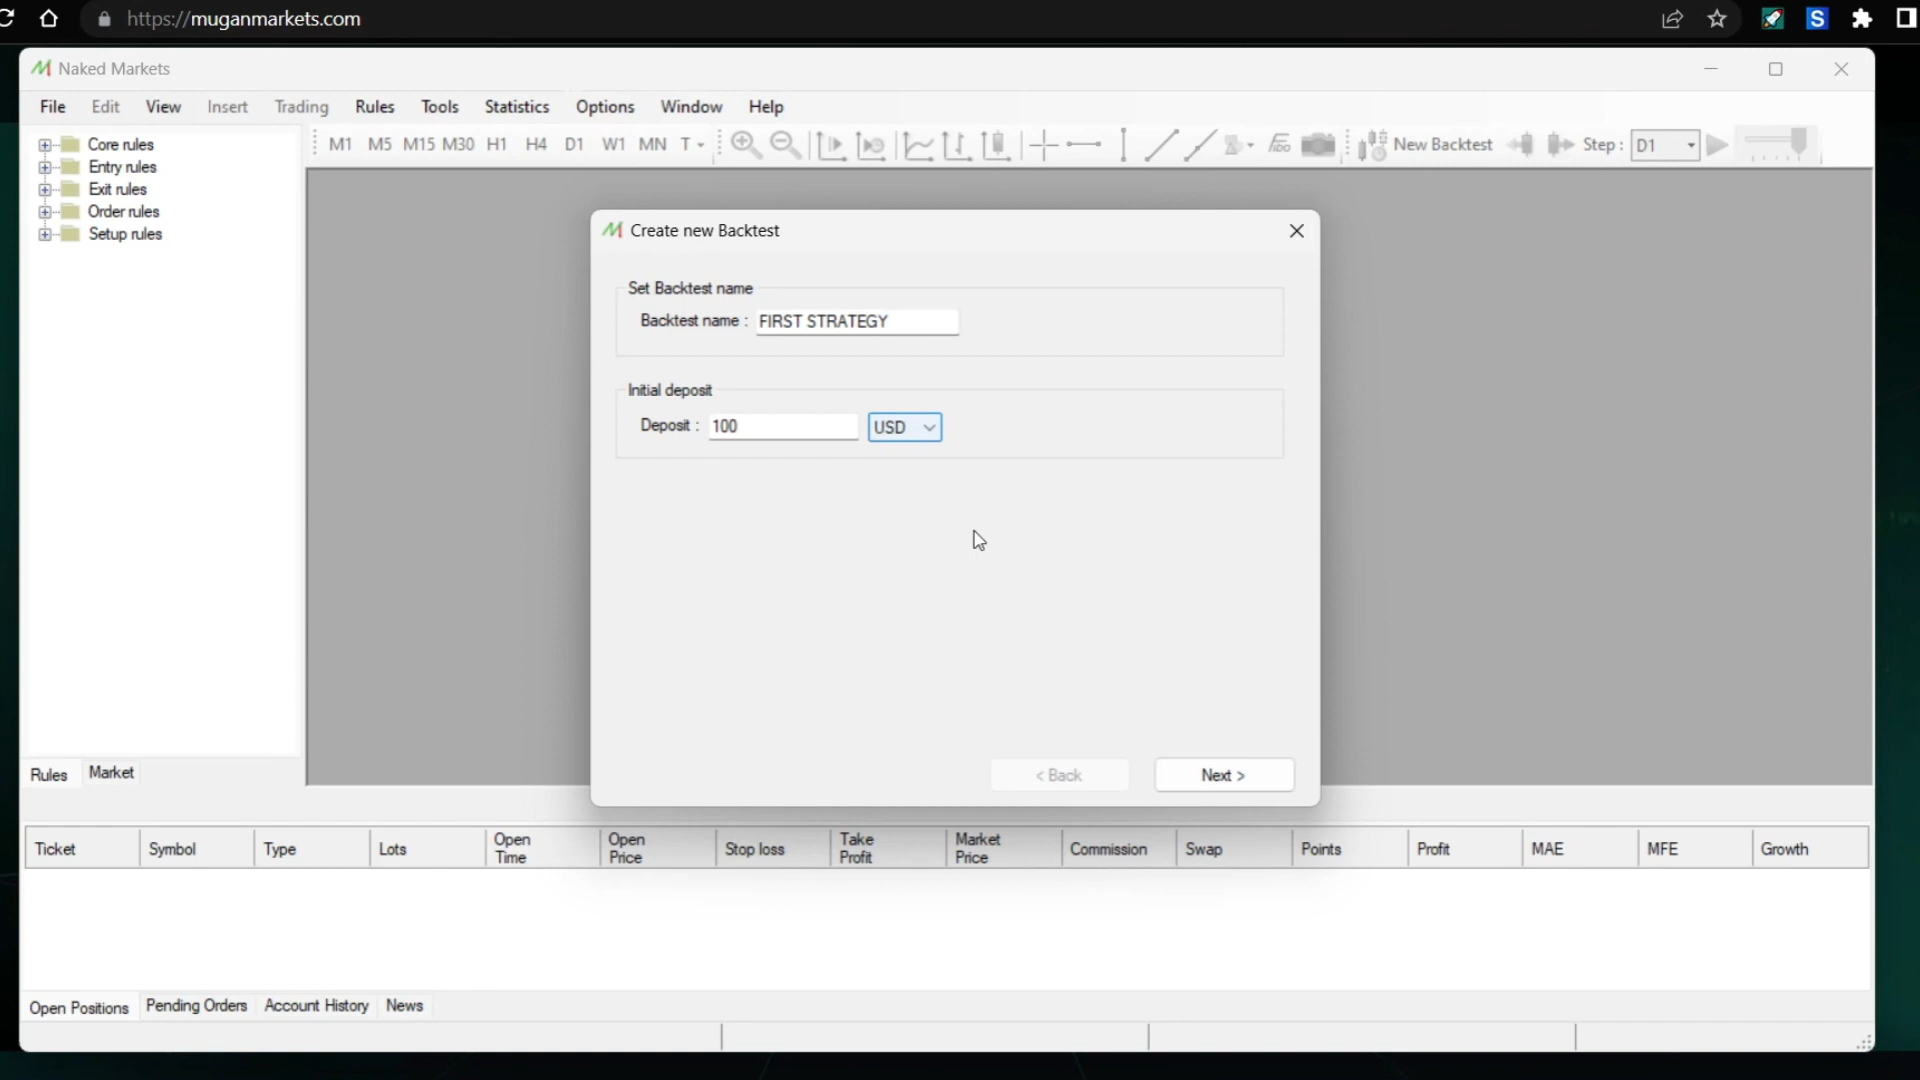 https://muganmarkets.com
S
Naked Markets
File Edit View Insert Trading Rules Tools Statistics Options Window Help
M1 M5 M15 M30 H1 H4 D1 W1 MN T New Backtest Step : D1
Core rules
Entry rules
Exit rules
Order rules
Setup rules
Create new Backtest
Set Backtest name
Backtest name : FIRST STRATEGY
Initial deposit
Deposit : 100 USD
< Back Next >
Rules Market
Ticket Symbol Type Lots Open Time Open Price Stop loss Take Profit Market Price Commission Swap Points Profit MAE MFE Growth
Open Positions Pending Orders Account History News